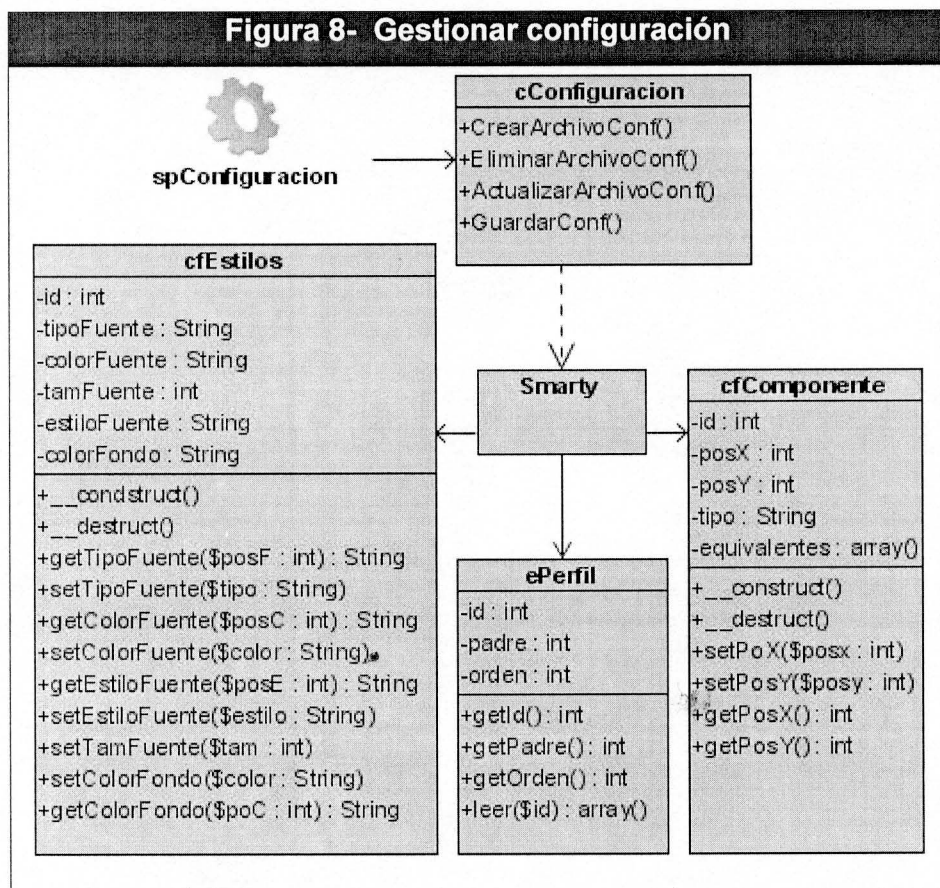 Figura 8- Gestionar configuración
spConfiguracion
cConfiguracion
+CrearArchivoConf()
+EliminarArchivoConf()
+ActualizarArchivoConf()
+GuardarConf()
cfEstilos
-id : int
-tipoFuente : String
-colorFuente : String
-tamFuente : int
-estiloFuente : String
-colorFondo : String
+__condstruct()
+__destruct()
+getTipoFuente($posF : int) : String
+setTipoFuente($tipo : String)
+getColorFuente($posC : int) : String
+setColorFuente($color : String)
+getEstiloFuente($posE : int) : String
+setEstiloFuente($estilo : String)
+setTamFuente($tam : int)
+setColorFondo($color : String)
+getColorFondo($poC : int) : String
Smarty
ePerfil
-id : int
-padre : int
-orden : int
+getId() : int
+getPadre() : int
+getOrden() : int
+leer($id) : array()
cfComponente
-id : int
-posX : int
-posY : int
-tipo : String
-equivalentes : array()
+__construct()
+__destruct()
+setPoX($posx : int)
+setPosY($posy : int)
+getPosX() : int
+getPosY() : int